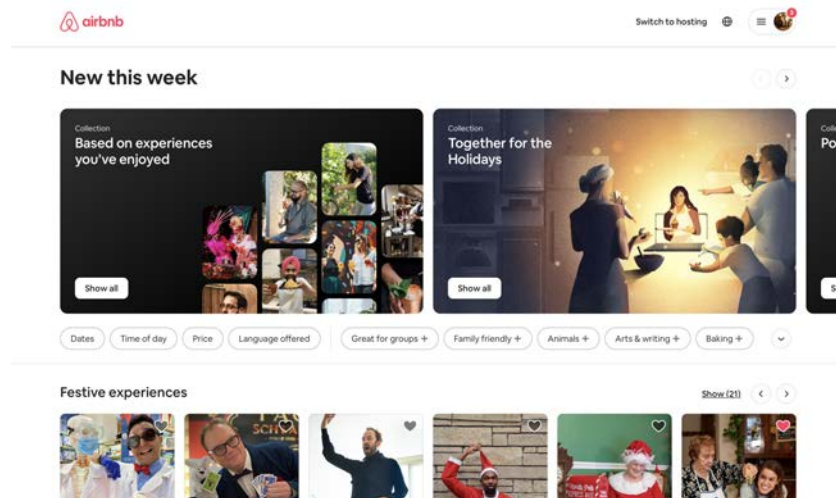 airbnb
Switch to hosting
3
New this week
Collection
Based on experiences
you've enjoyed
Show all
Collection
Together for the
Holidays
Show all
Dates
Time of day
Price
Language offered
Great for groups +
Family friendly +
Animals +
Arts & writing +
Baking +
Festive experiences
Show (21)